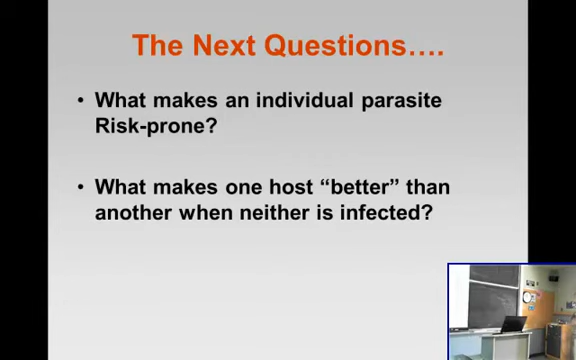 The Next Questions….
• What makes an individual parasite
Risk-prone?
• What makes one host “better” than
another when neither is infected?